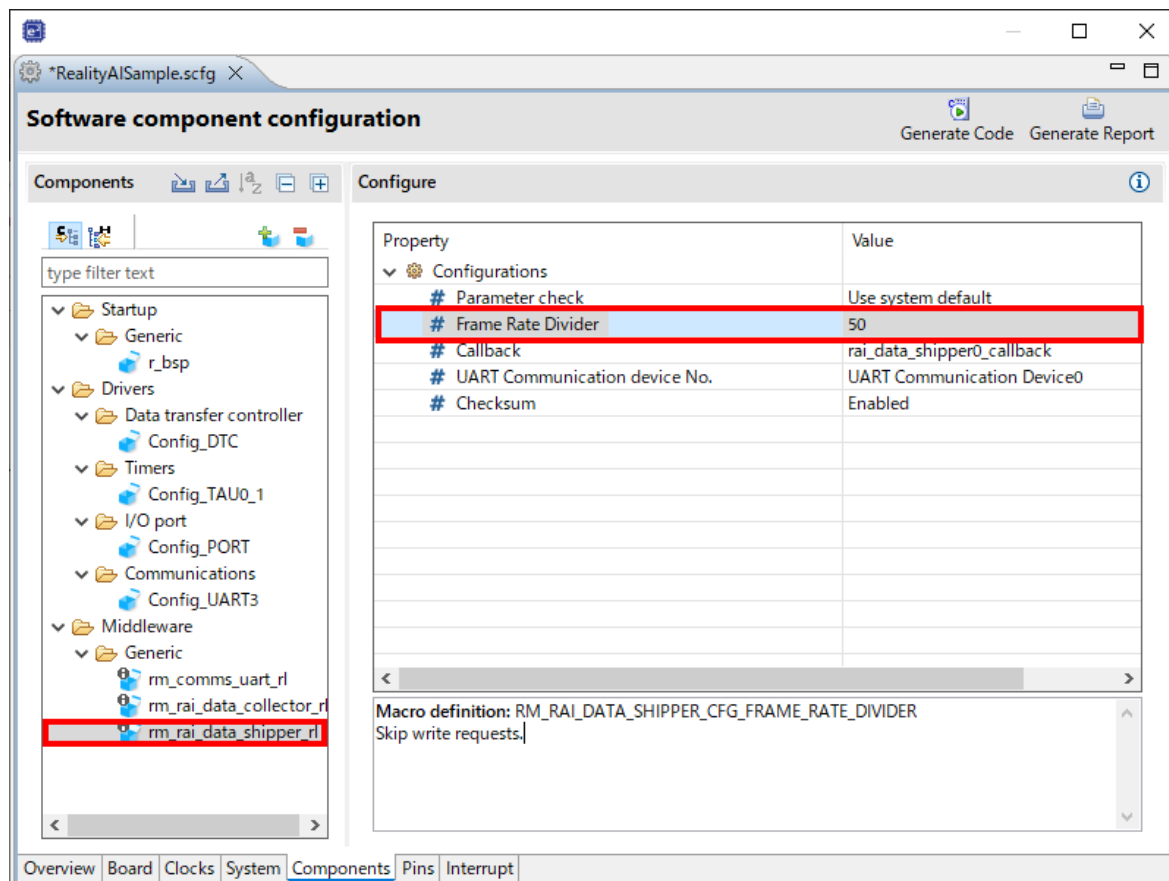 *RealityAISample.scfg
Software component configuration
Generate Code Generate Report
Components
Configure
type filter text
Startup
Generic
r_bsp
Drivers
Data transfer controller
Config_DTC
Timers
Config_TAU0_1
I/O port
Config_PORT
Communications
Config_UART3
Middleware
Generic
rm_comms_uart_rl
rm_rai_data_collector_rl
rm_rai_data_shipper_rl
Property Value
Configurations
# Parameter check Use system default
# Frame Rate Divider 50
# Callback rai_data_shipper0_callback
# UART Communication device No. UART Communication Device0
# Checksum Enabled
Macro definition: RM_RAI_DATA_SHIPPER_CFG_FRAME_RATE_DIVIDER
Skip write requests.
Overview Board Clocks System Components Pins Interrupt